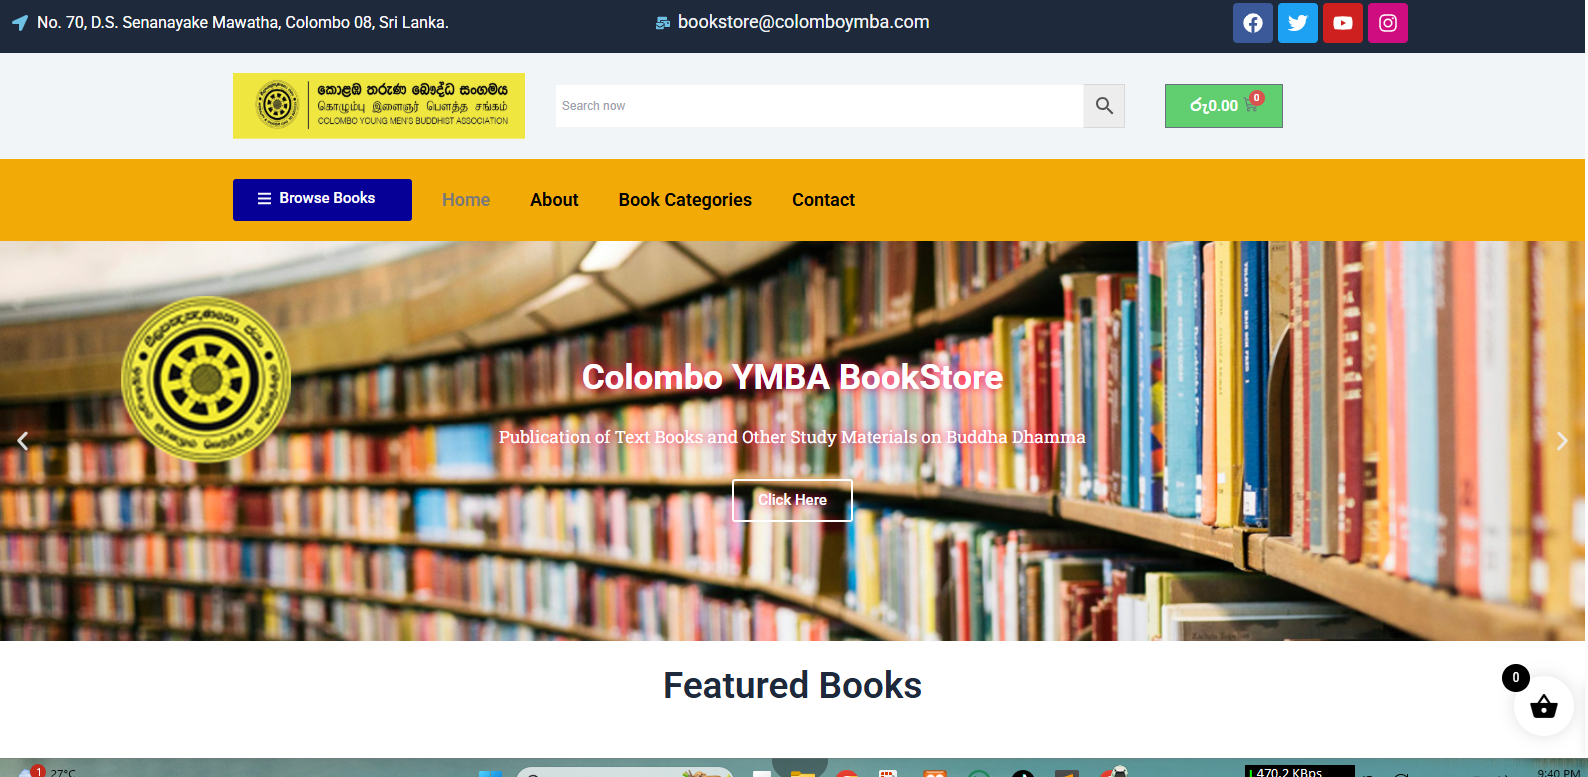 No. 70, D.S. Senanayake Mawatha, Colombo 08, Sri Lanka.
bookstore@colomboymba.com
කොළඹ තරුණ බෞද්ධ සංගමය
கொழும்பு இளைஞர் பௌத்த சங்கம்
COLOMBO YOUNG MEN'S BUDDHIST ASSOCIATION
Search now
රු0.00
0
Browse Books
Home
About
Book Categories
Contact
Colombo YMBA BookStore
Publication of Text Books and Other Study Materials on Buddha Dhamma
Click Here
Featured Books
0
1
27°C
470.2 KBps
9:40 PM